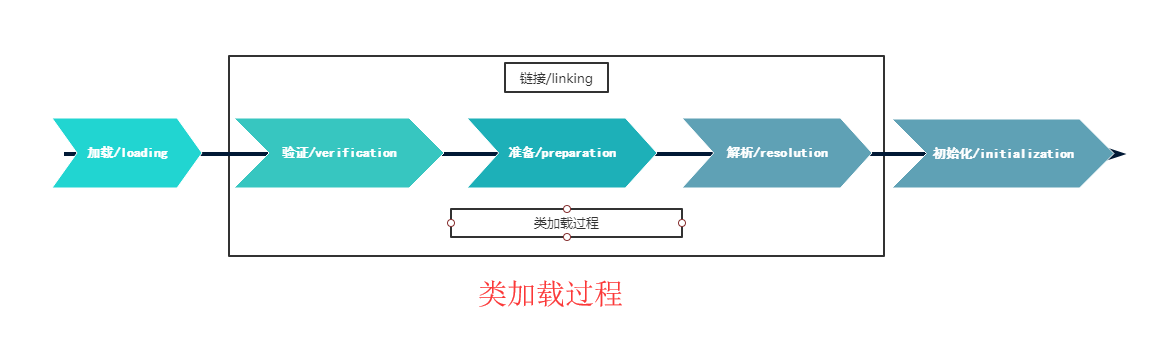 链接/linking
加载/loading
验证/verification
准备/preparation
解析/resolution
初始化/initialization
类加载过程
类加载过程